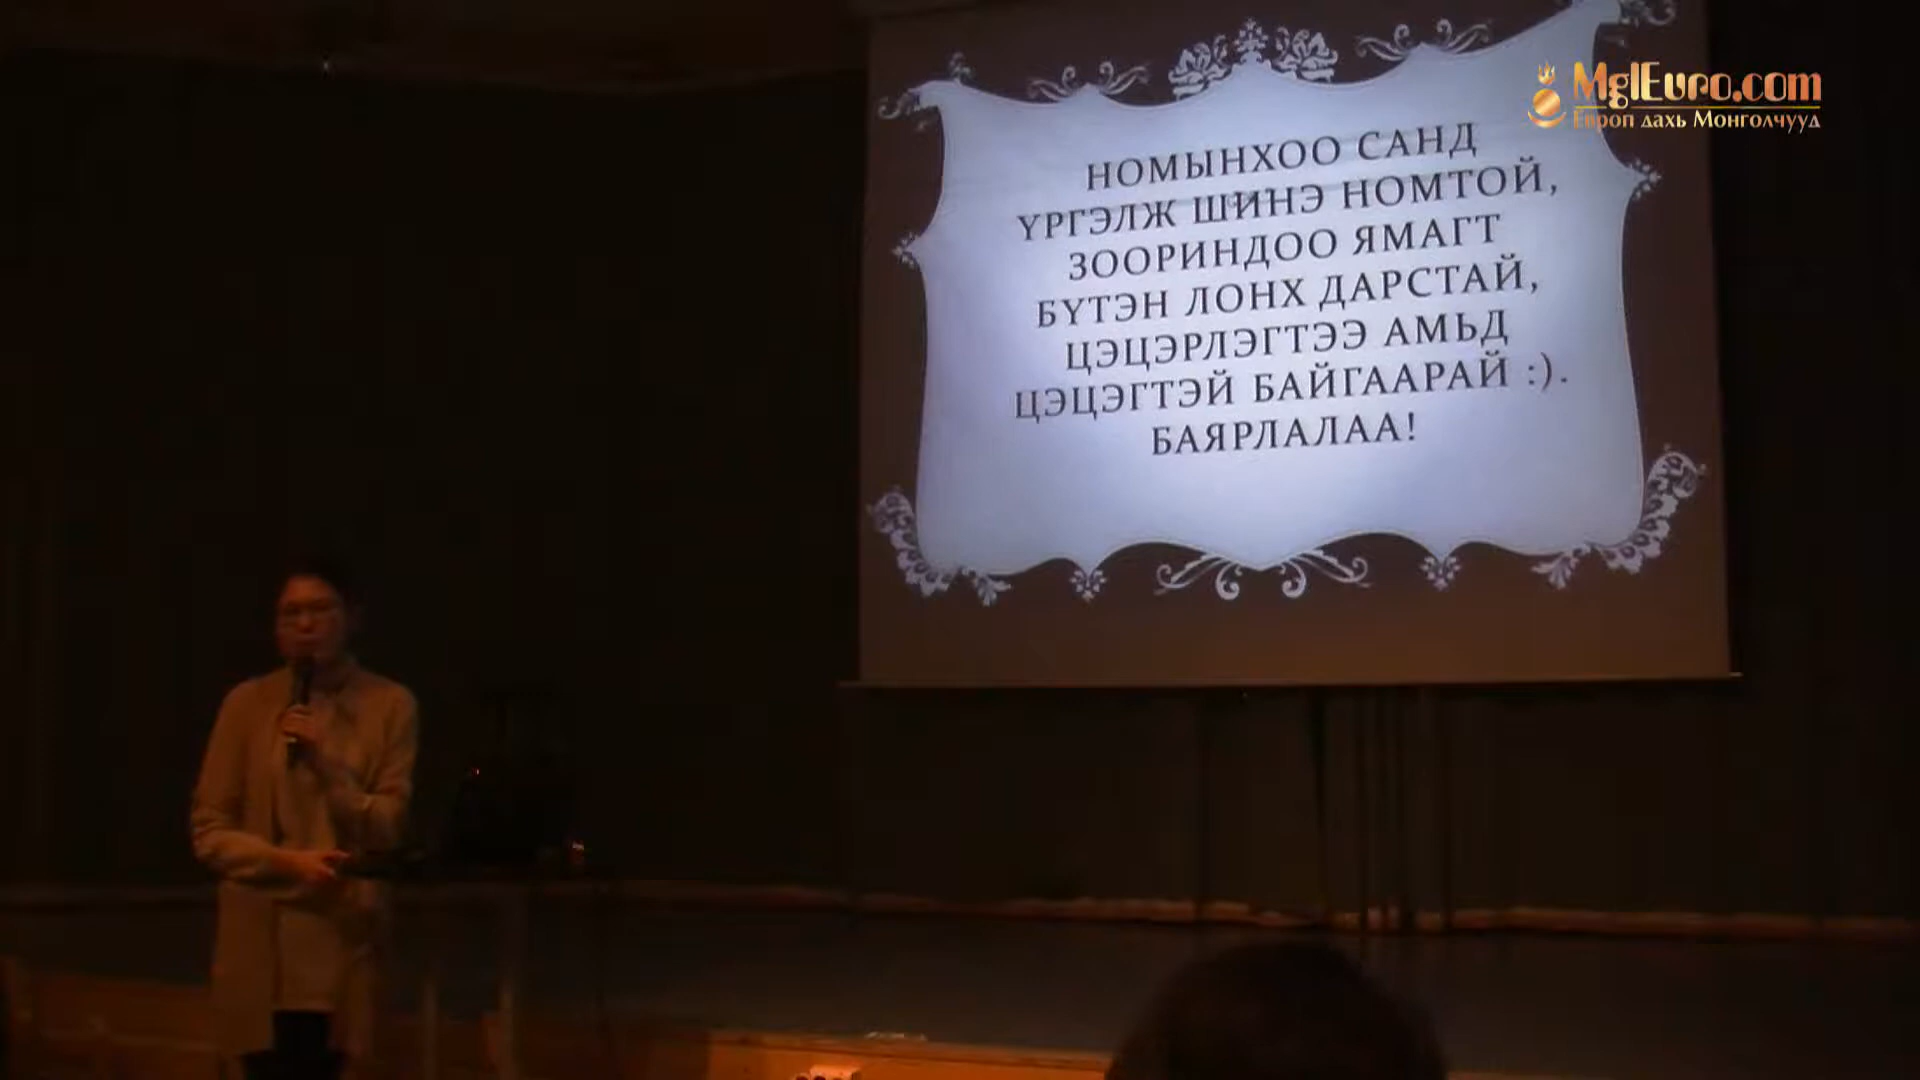 MglEuro.com
Европ дахь Монголчууд
НОМЫНХОО САНД
ҮРГЭЛЖ ШИНЭ НОМТОЙ,
ЗООРИНДОО ЯМАГТ
БҮТЭН ЛОНХ ДАРСТАЙ,
ЦЭЦЭРЛЭГТЭЭ АМЬД
ЦЭЦЭГТЭЙ БАЙГААРАЙ :).
БАЯРЛАЛАА!